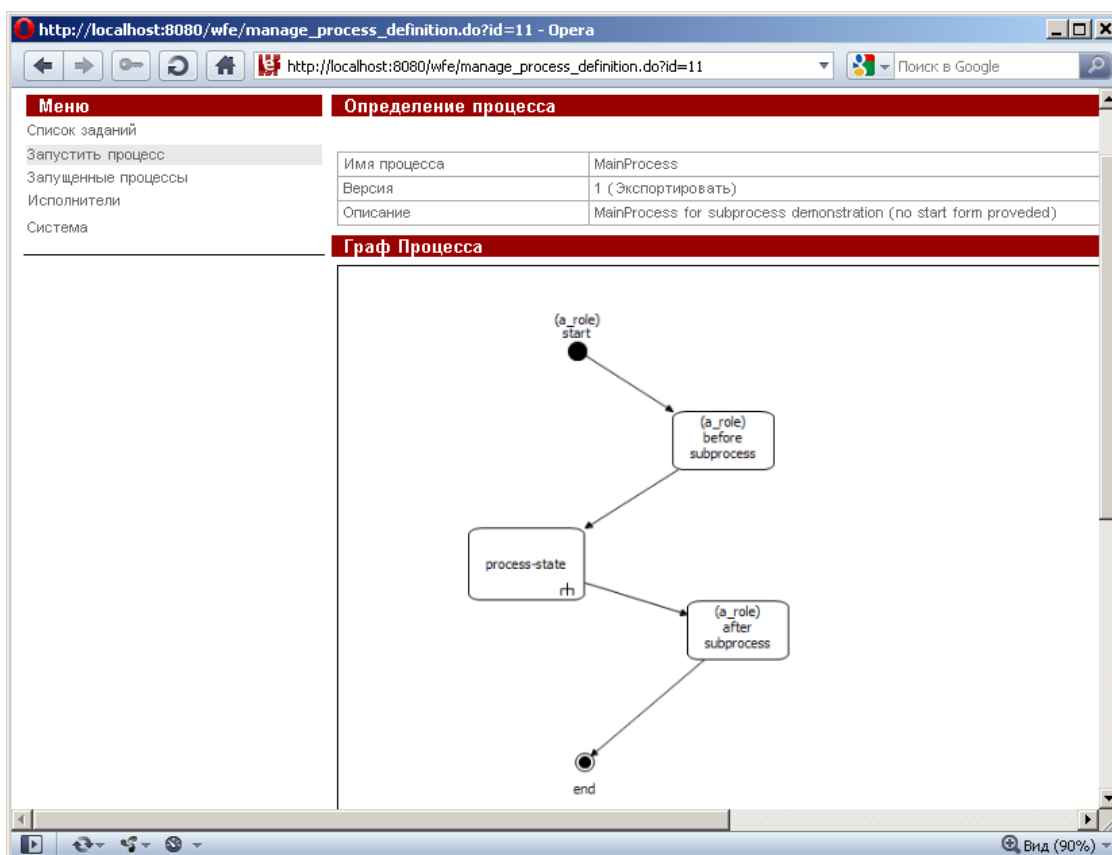 http://localhost:8080/wfe/manage_process_definition.do?id=11 - Opera
http://localhost:8080/wfe/manage_process_definition.do?id=11
Поиск в Google
Меню
Список заданий
Запустить процесс
Запущенные процессы
Исполнители
Система
Определение процесса
Имя процесса MainProcess
Версия 1 (Экспортировать)
Описание MainProcess for subprocess demonstration (no start form proveded)
Граф Процесса
(a_role)
start
(a_role)
before
subprocess
process-state
(a_role)
after
subprocess
end
Вид (90%)